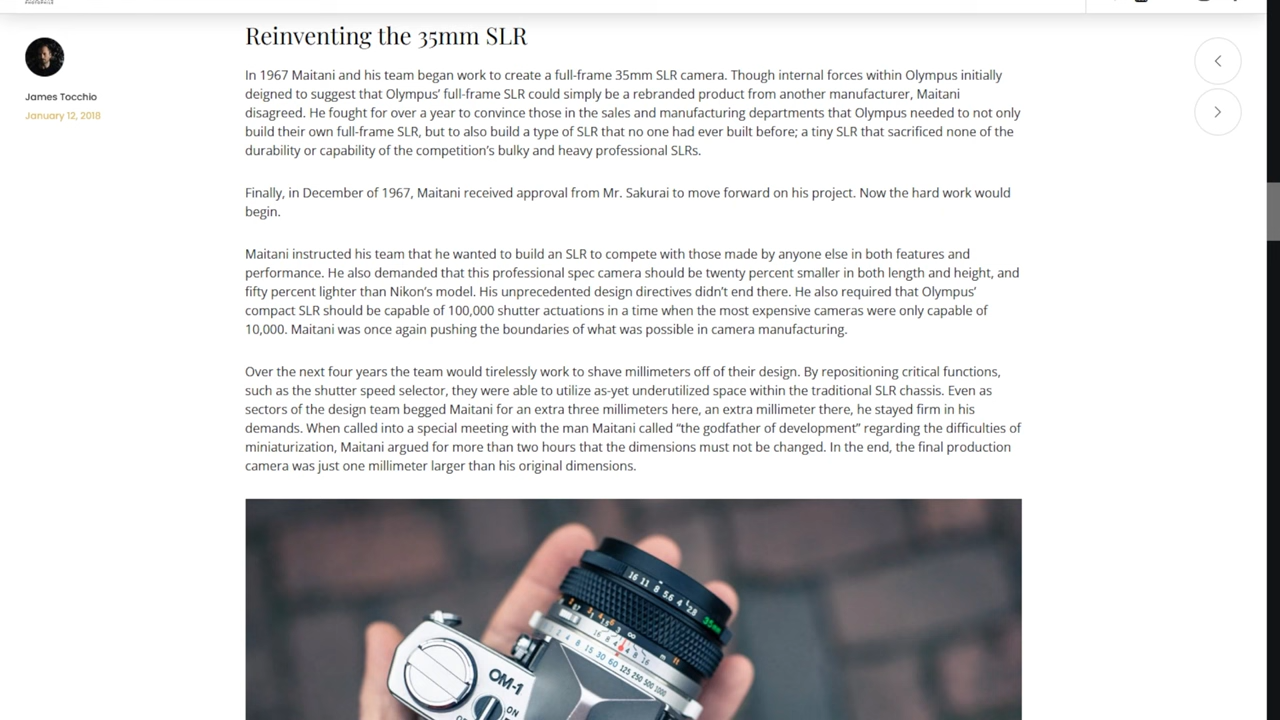 Reinventing the 35mm SLR
James Tocchio
January 12, 2018
In 1967 Maitani and his team began work to create a full-frame 35mm SLR camera. Though internal forces within Olympus initially
deigned to suggest that Olympus’ full-frame SLR could simply be a rebranded product from another manufacturer, Maitani
disagreed. He fought for over a year to convince those in the sales and manufacturing departments that Olympus needed to not only
build their own full-frame SLR, but to also build a type of SLR that no one had ever built before; a tiny SLR that sacrificed none of the
durability or capability of the competition’s bulky and heavy professional SLRs.
Finally, in December of 1967, Maitani received approval from Mr. Sakurai to move forward on his project. Now the hard work would
begin.
Maitani instructed his team that he wanted to build an SLR to compete with those made by anyone else in both features and
performance. He also demanded that this professional spec camera should be twenty percent smaller in both length and height, and
fifty percent lighter than Nikon’s model. His unprecedented design directives didn’t end there. He also required that Olympus’
compact SLR should be capable of 100,000 shutter actuations in a time when the most expensive cameras were only capable of
10,000. Maitani was once again pushing the boundaries of what was possible in camera manufacturing.
Over the next four years the team would tirelessly work to shave millimeters off of their design. By repositioning critical functions,
such as the shutter speed selector, they were able to utilize as-yet underutilized space within the traditional SLR chassis. Even as
sectors of the design team begged Maitani for an extra three millimeters here, an extra millimeter there, he stayed firm in his
demands. When called into a special meeting with the man Maitani called “the godfather of development” regarding the difficulties of
miniaturization, Maitani argued for more than two hours that the dimensions must not be changed. In the end, the final production
camera was just one millimeter larger than his original dimensions.
16 11 8 5.6 4 2.8 35mm
16 8 4 4 8 16
2 4 8 15 30 60 125 250 500 1000
OM-1
ON